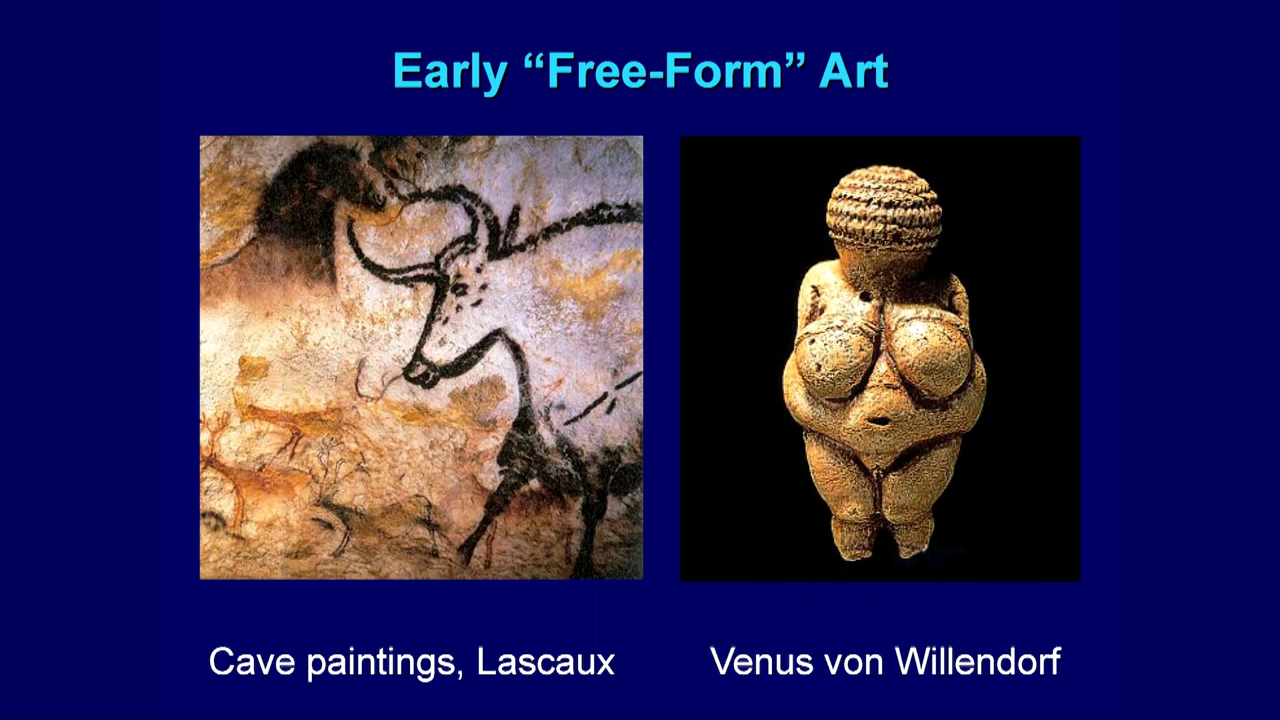 Early “Free-Form” Art
Cave paintings, Lascaux
Venus von Willendorf